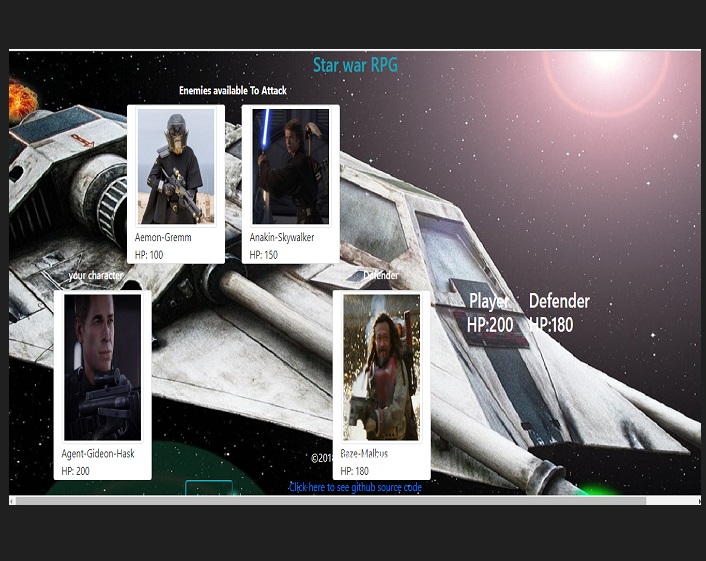 Star war RPG
Enemies available To Attack
Aemon-Gremm
HP: 100
Anakin-Skywalker
HP: 150
your character
Defender
Player
HP:200
Defender
HP:180
Agent-Gideon-Hask
HP: 200
Baze-Malbus
HP: 180
©2018
Click here to see github source code